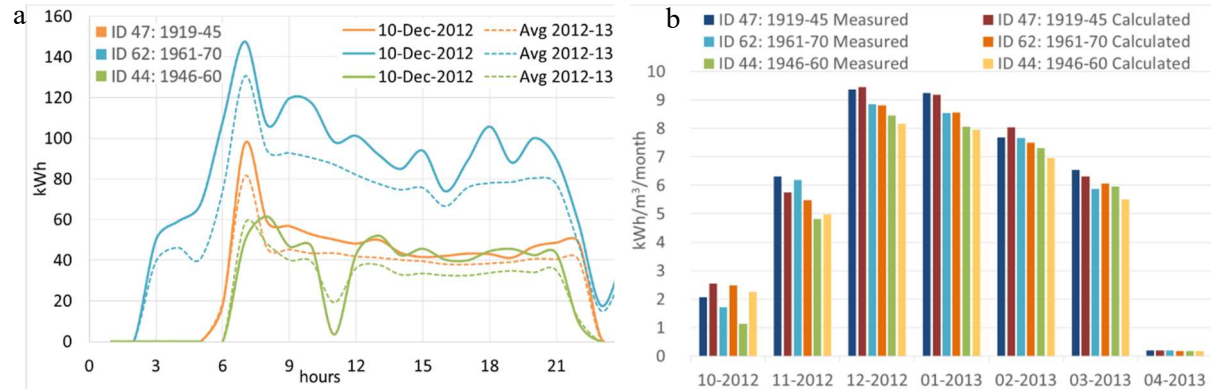 a
160
140
120
100
80
60
40
20
0
kWh
ID 47: 1919-45
ID 62: 1961-70
ID 44: 1946-60
10-Dec-2012
10-Dec-2012
10-Dec-2012
Avg 2012-13
Avg 2012-13
Avg 2012-13
0 3 6 9 12 15 18 21
hours
b
ID 47: 1919-45 Measured
ID 62: 1961-70 Measured
ID 44: 1946-60 Measured
ID 47: 1919-45 Calculated
ID 62: 1961-70 Calculated
ID 44: 1946-60 Calculated
10
9
8
7
6
5
4
3
2
1
0
kWh/m³/month
10-2012 11-2012 12-2012 01-2013 02-2013 03-2013 04-2013